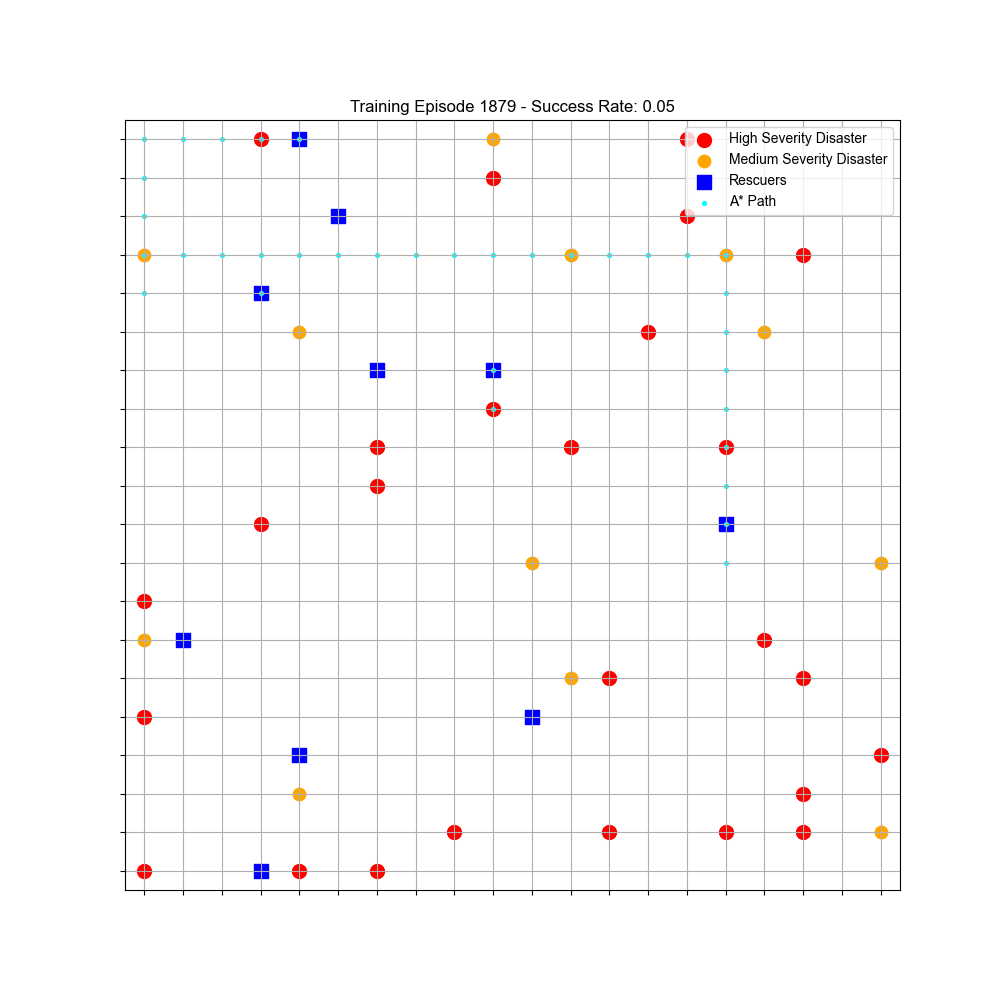 Training Episode 1879 - Success Rate: 0.05
High Severity Disaster
Medium Severity Disaster
Rescuers
A* Path